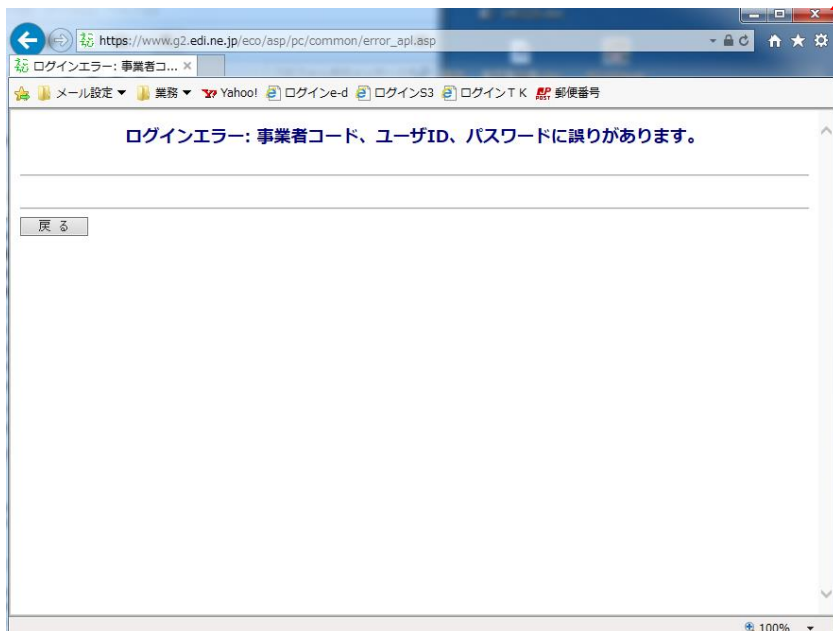 https://www.g2.edi.ne.jp/eco/asp/pc/common/error_apl.asp
ログインエラー: 事業者コ...
メール設定 業務 Yahoo! ログインe-d ログインS3 ログインＴＫ 郵便番号
ログインエラー: 事業者コード、ユーザID、パスワードに誤りがあります。
戻 る
100%